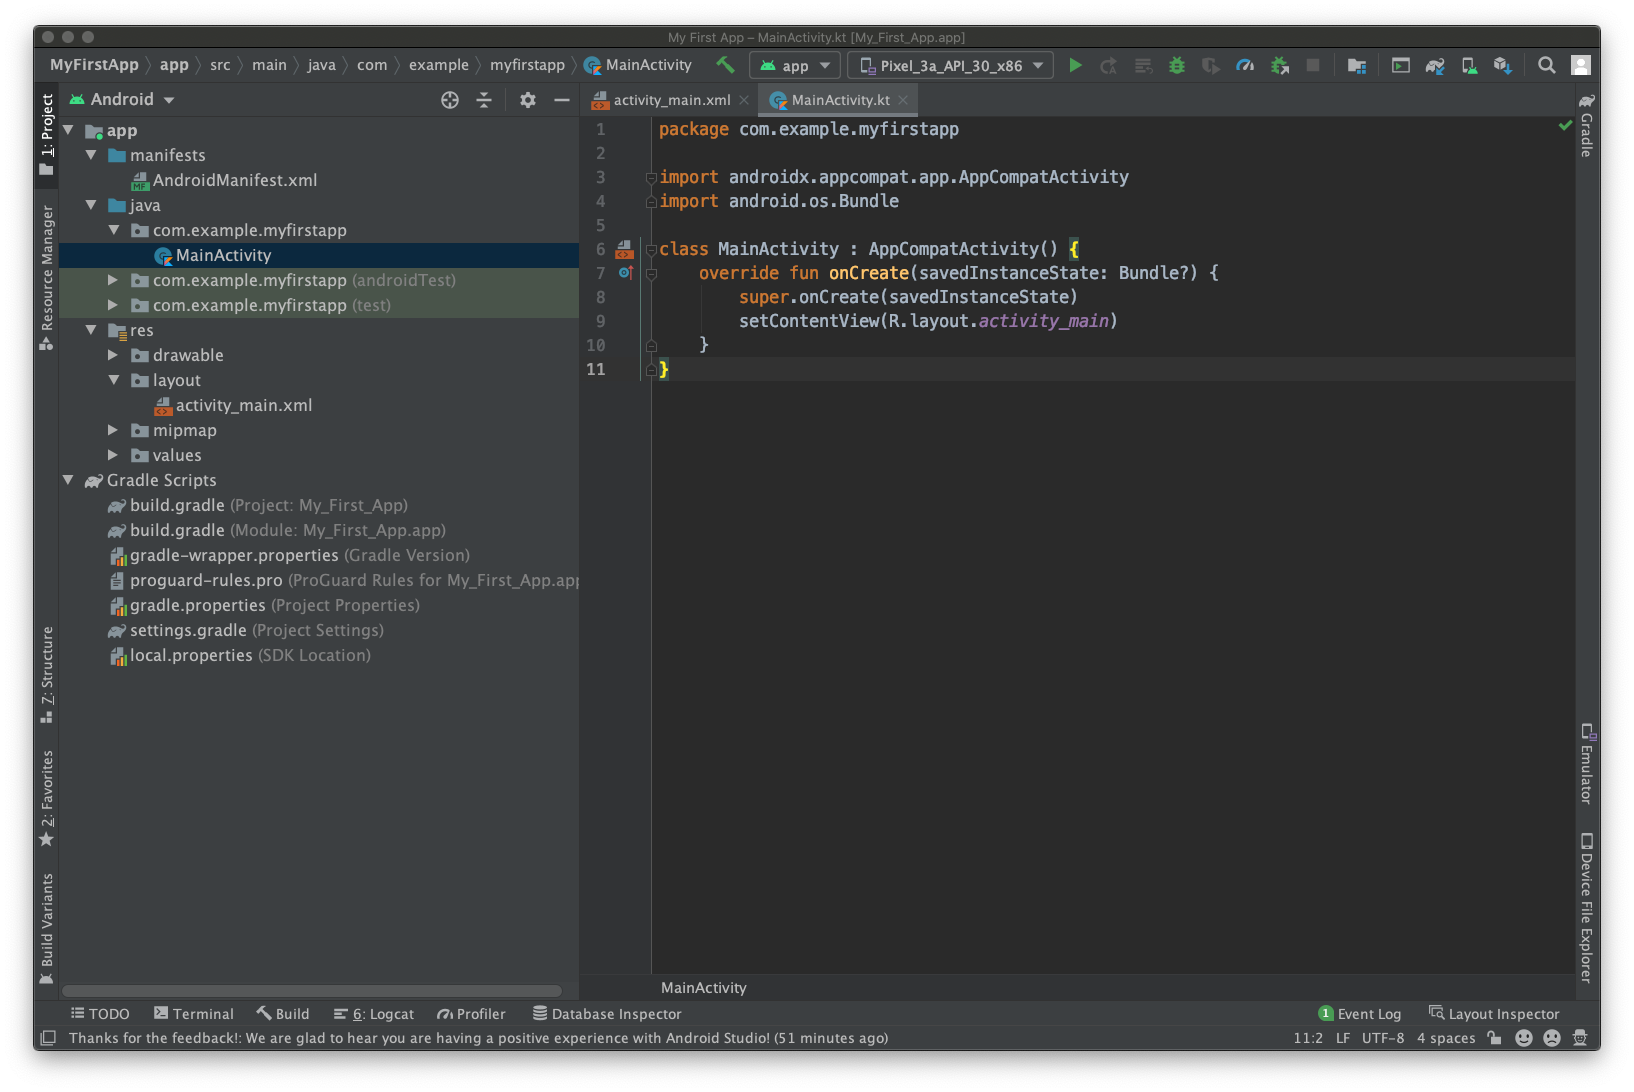 My First App – MainActivity.kt [My_First_App.app]
MyFirstApp app src main java com example myfirstapp MainActivity app Pixel_3a_API_30_x86
Android
activity_main.xml MainActivity.kt
1: Project
Resource Manager
7: Structure
2: Favorites
Build Variants
app
manifests
AndroidManifest.xml
java
com.example.myfirstapp
MainActivity
com.example.myfirstapp (androidTest)
com.example.myfirstapp (test)
res
drawable
layout
activity_main.xml
mipmap
values
Gradle Scripts
build.gradle (Project: My_First_App)
build.gradle (Module: My_First_App.app)
gradle-wrapper.properties (Gradle Version)
proguard-rules.pro (ProGuard Rules for My_First_App.app
gradle.properties (Project Properties)
settings.gradle (Project Settings)
local.properties (SDK Location)
1 package com.example.myfirstapp
2
3 import androidx.appcompat.app.AppCompatActivity
4 import android.os.Bundle
5
6 class MainActivity : AppCompatActivity() {
7 override fun onCreate(savedInstanceState: Bundle?) {
8 super.onCreate(savedInstanceState)
9 setContentView(R.layout.activity_main)
10 }
11 }
MainActivity
Gradle
Emulator
Device File Explorer
TODO Terminal Build 6: Logcat Profiler Database Inspector 1 Event Log Layout Inspector
Thanks for the feedback!: We are glad to hear you are having a positive experience with Android Studio! (51 minutes ago) 11:2 LF UTF-8 4 spaces